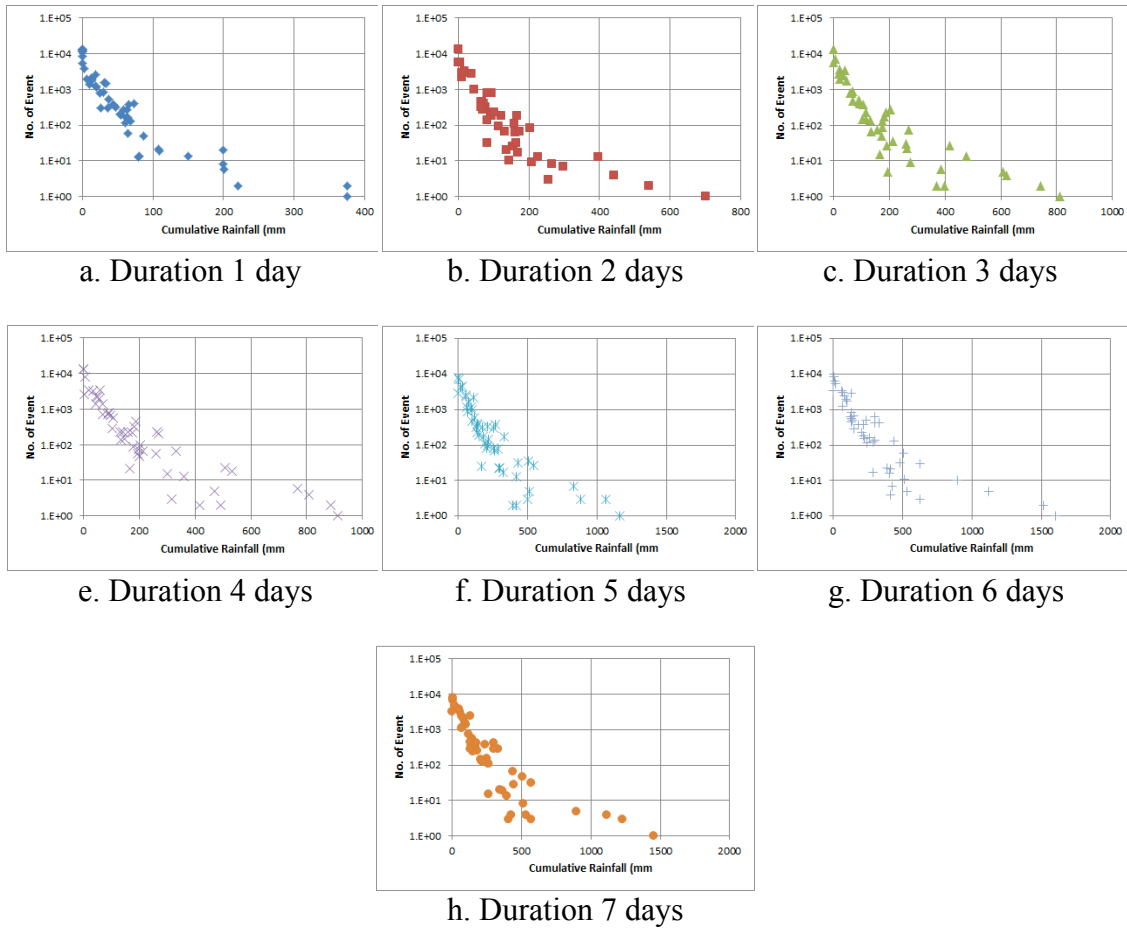 1.E+05
1.E+04
1.E+03
1.E+02
1.E+01
1.E+00
No. of Event
0 100 200 300 400
Cumulative Rainfall (mm
a. Duration 1 day
1.E+05
1.E+04
1.E+03
1.E+02
1.E+01
1.E+00
No. of Event
0 200 400 600 800
Cumulative Rainfall (mm
b. Duration 2 days
1.E+05
1.E+04
1.E+03
1.E+02
1.E+01
1.E+00
No. of Event
0 200 400 600 800 1000
Cumulative Rainfall (mm
c. Duration 3 days
1.E+05
1.E+04
1.E+03
1.E+02
1.E+01
1.E+00
No. of Event
0 200 400 600 800 1000
Cumulative Rainfall (mm
e. Duration 4 days
1.E+05
1.E+04
1.E+03
1.E+02
1.E+01
1.E+00
No. of Event
0 500 1000 1500 2000
Cumulative Rainfall (mm
f. Duration 5 days
1.E+05
1.E+04
1.E+03
1.E+02
1.E+01
1.E+00
No. of Event
0 500 1000 1500 2000
Cumulative Rainfall (mm
g. Duration 6 days
1.E+05
1.E+04
1.E+03
1.E+02
1.E+01
1.E+00
No. of Event
0 500 1000 1500 2000
Cumulative Rainfall (mm
h. Duration 7 days